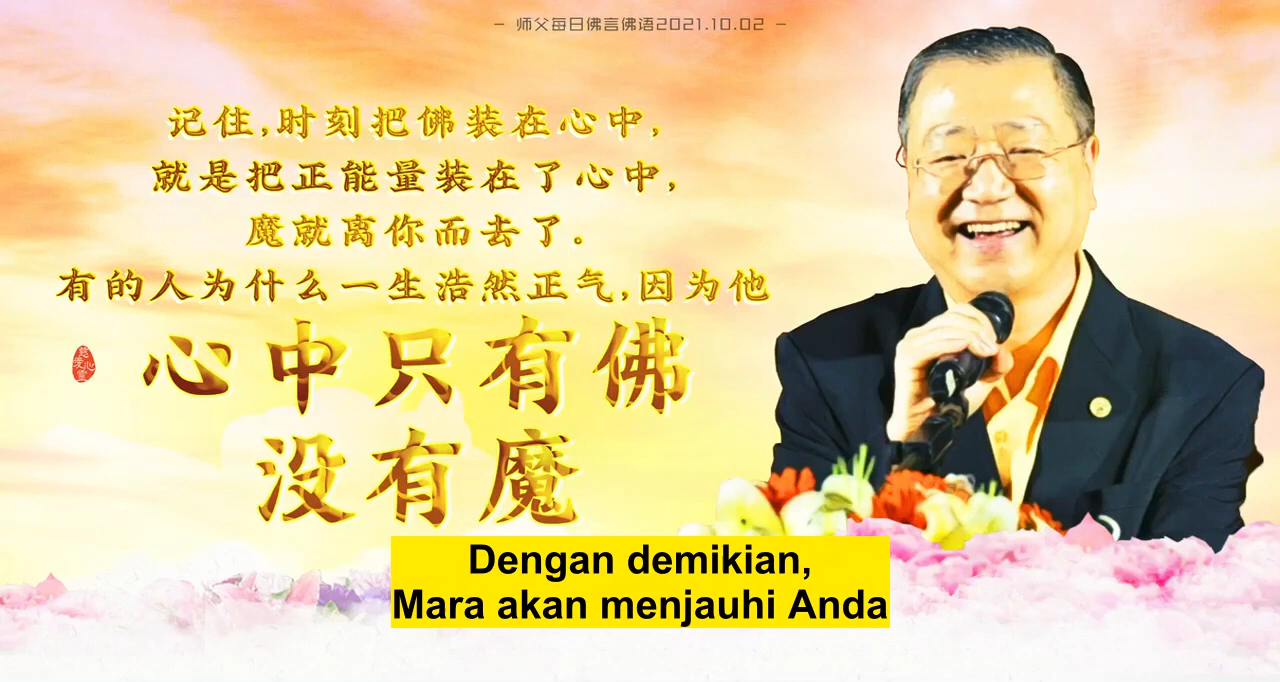 - 师父每日佛言佛语2021.10.02 -
记住,时刻把佛装在心中,
就是把正能量装在了心中,
魔就离你而去了。
有的人为什么一生浩然正气,因为他
心中只有佛
没有魔
Dengan demikian,
Mara akan menjauhi Anda